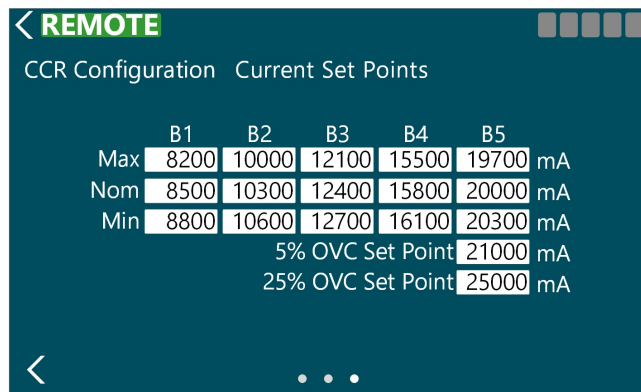 REMOTE
CCR Configuration Current Set Points
B1 B2 B3 B4 B5
Max 8200 10000 12100 15500 19700 mA
Nom 8500 10300 12400 15800 20000 mA
Min 8800 10600 12700 16100 20300 mA
5% OVC Set Point 21000 mA
25% OVC Set Point 25000 mA